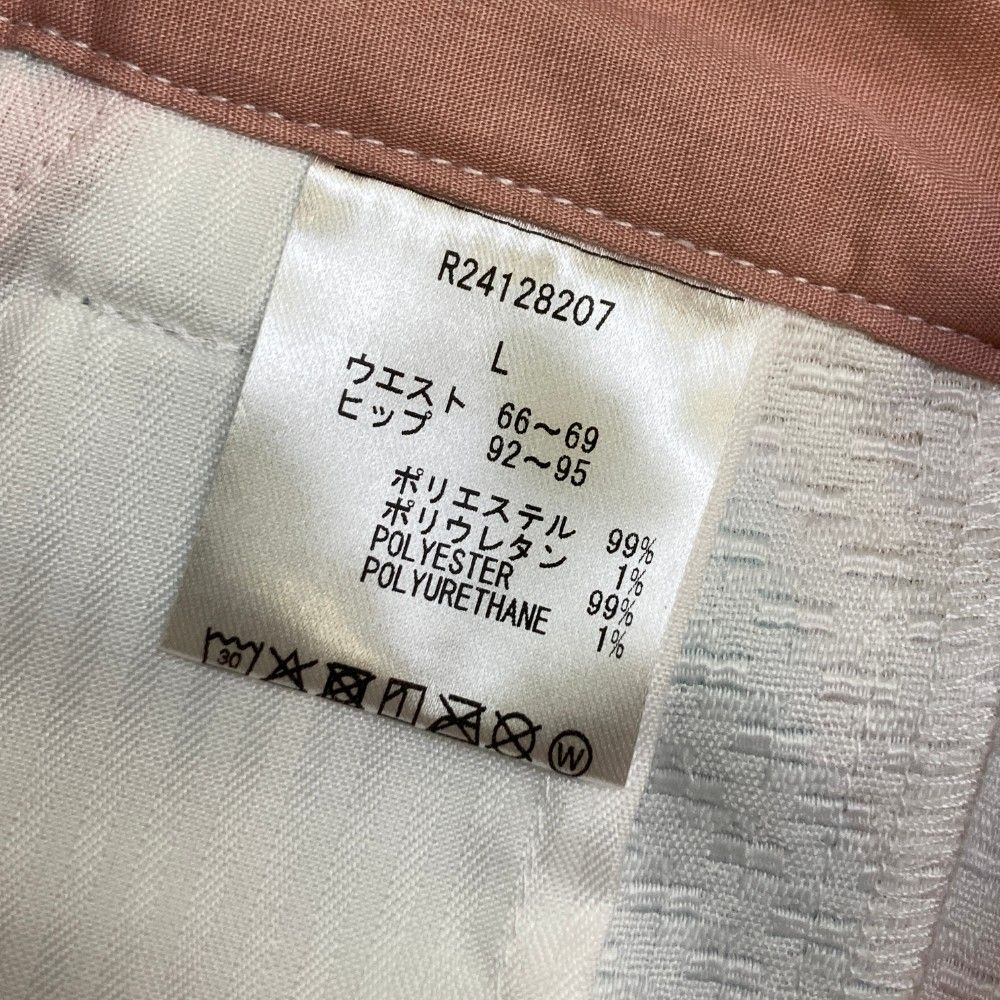 R24128207
L
ウエスト 66～69
ヒップ 92～95
ポリエステル 99%
ポリウレタン 1%
POLYESTER 99%
POLYURETHANE 1%
30
W